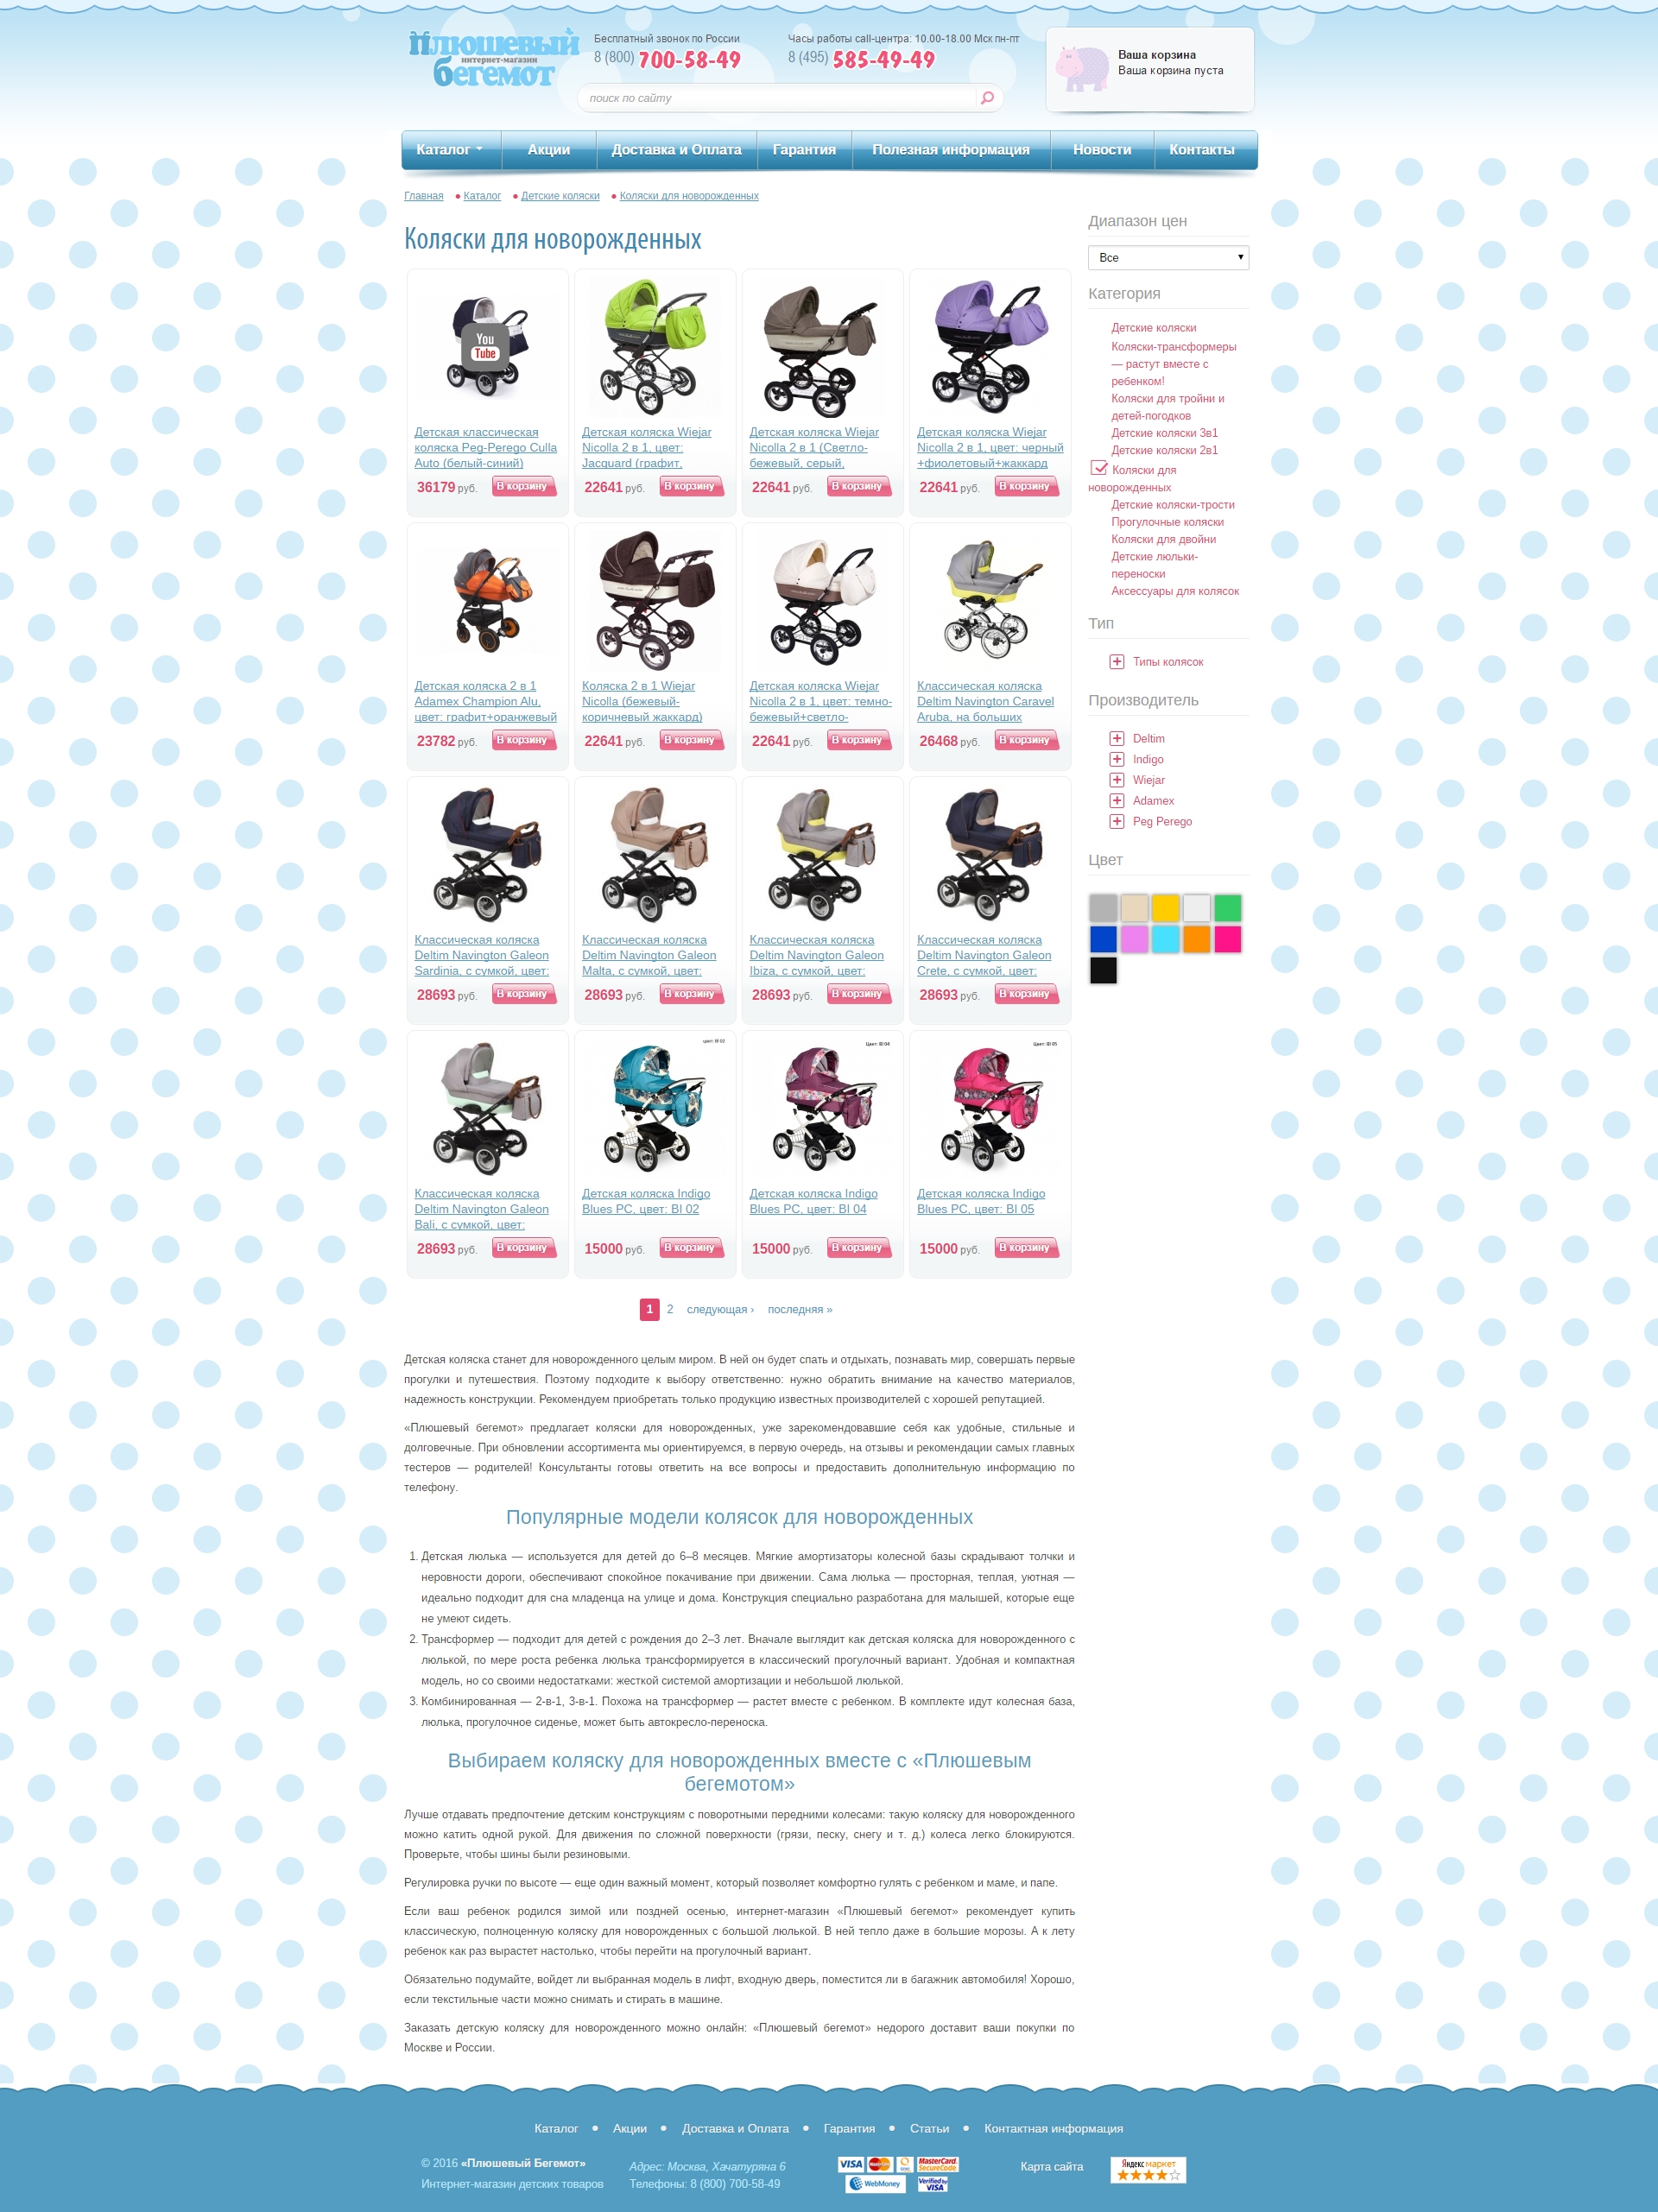 плюшевый
интернет-магазин
бегемот
Бесплатный звонок по России
8 (800) 700-58-49
Часы работы call-центра: 10.00-18.00 Мск пн-пт
8 (495) 585-49-49
поиск по сайту
Ваша корзина
Ваша корзина пуста
Каталог Акции Доставка и Оплата Гарантия Полезная информация Новости Контакты
Главная • Каталог • Детские коляски • Коляски для новорожденных
Коляски для новорожденных
You
Tube
Детская классическая
коляска Peg-Perego Culla
Auto (белый-синий)
36179 руб. В корзину
Детская коляска Wiejar
Nicolla 2 в 1, цвет:
Jacquard (графит,
22641 руб. В корзину
Детская коляска Wiejar
Nicolla 2 в 1 (Светло-
бежевый, серый,
22641 руб. В корзину
Детская коляска Wiejar
Nicolla 2 в 1, цвет: черный
+фиолетовый+жаккард
22641 руб. В корзину
Детская коляска 2 в 1
Adamex Champion Alu,
цвет: графит+оранжевый
23782 руб. В корзину
Коляска 2 в 1 Wiejar
Nicolla (бежевый-
коричневый жаккард)
22641 руб. В корзину
Детская коляска Wiejar
Nicolla 2 в 1, цвет: темно-
бежевый+светло-
22641 руб. В корзину
Классическая коляска
Deltim Navington Caravel
Aruba, на больших
26468 руб. В корзину
Классическая коляска
Deltim Navington Galeon
Sardinia, с сумкой, цвет:
28693 руб. В корзину
Классическая коляска
Deltim Navington Galeon
Malta, с сумкой, цвет:
28693 руб. В корзину
Классическая коляска
Deltim Navington Galeon
Ibiza, с сумкой, цвет:
28693 руб. В корзину
Классическая коляска
Deltim Navington Galeon
Crete, с сумкой, цвет:
28693 руб. В корзину
Классическая коляска
Deltim Navington Galeon
Bali, с сумкой, цвет:
28693 руб. В корзину
цвет: Bl 02
Детская коляска Indigo
Blues PC, цвет: Bl 02
15000 руб. В корзину
Цвет: Bl 04
Детская коляска Indigo
Blues PC, цвет: Bl 04
15000 руб. В корзину
Цвет: Bl 05
Детская коляска Indigo
Blues PC, цвет: Bl 05
15000 руб. В корзину
1 2 следующая › последняя »
Диапазон цен
Все
Категория
Детские коляски
Коляски-трансформеры
— растут вместе с
ребенком!
Коляски для тройни и
детей-погодков
Детские коляски 3в1
Детские коляски 2в1
Коляски для
новорожденных
Детские коляски-трости
Прогулочные коляски
Коляски для двойни
Детские люльки-
переноски
Аксессуары для колясок
Тип
Типы колясок
Производитель
Deltim
Indigo
Wiejar
Adamex
Peg Perego
Цвет
Детская коляска станет для новорожденного целым миром. В ней он будет спать и отдыхать, познавать мир, совершать первые
прогулки и путешествия. Поэтому подходите к выбору ответственно: нужно обратить внимание на качество материалов,
надежность конструкции. Рекомендуем приобретать только продукцию известных производителей с хорошей репутацией.
«Плюшевый бегемот» предлагает коляски для новорожденных, уже зарекомендовавшие себя как удобные, стильные и
долговечные. При обновлении ассортимента мы ориентируемся, в первую очередь, на отзывы и рекомендации самых главных
тестеров — родителей! Консультанты готовы ответить на все вопросы и предоставить дополнительную информацию по
телефону.
Популярные модели колясок для новорожденных
1. Детская люлька — используется для детей до 6–8 месяцев. Мягкие амортизаторы колесной базы скрадывают толчки и
неровности дороги, обеспечивают спокойное покачивание при движении. Сама люлька — просторная, теплая, уютная —
идеально подходит для сна младенца на улице и дома. Конструкция специально разработана для малышей, которые еще
не умеют сидеть.
2. Трансформер — подходит для детей с рождения до 2–3 лет. Вначале выглядит как детская коляска для новорожденного с
люлькой, по мере роста ребенка люлька трансформируется в классический прогулочный вариант. Удобная и компактная
модель, но со своими недостатками: жесткой системой амортизации и небольшой люлькой.
3. Комбинированная — 2-в-1, 3-в-1. Похожа на трансформер — растет вместе с ребенком. В комплекте идут колесная база,
люлька, прогулочное сиденье, может быть автокресло-переноска.
Выбираем коляску для новорожденных вместе с «Плюшевым
бегемотом»
Лучше отдавать предпочтение детским конструкциям с поворотными передними колесами: такую коляску для новорожденного
можно катить одной рукой. Для движения по сложной поверхности (грязи, песку, снегу и т. д.) колеса легко блокируются.
Проверьте, чтобы шины были резиновыми.
Регулировка ручки по высоте — еще один важный момент, который позволяет комфортно гулять с ребенком и маме, и папе.
Если ваш ребенок родился зимой или поздней осенью, интернет-магазин «Плюшевый бегемот» рекомендует купить
классическую, полноценную коляску для новорожденных с большой люлькой. В ней тепло даже в большие морозы. А к лету
ребенок как раз вырастет настолько, чтобы перейти на прогулочный вариант.
Обязательно подумайте, войдет ли выбранная модель в лифт, входную дверь, поместится ли в багажник автомобиля! Хорошо,
если текстильные части можно снимать и стирать в машине.
Заказать детскую коляску для новорожденного можно онлайн: «Плюшевый бегемот» недорого доставит ваши покупки по
Москве и России.
Каталог • Акции • Доставка и Оплата • Гарантия • Статьи • Контактная информация
© 2016 «Плюшевый Бегемот»
Интернет-магазин детских товаров
Адрес: Москва, Хачатуряна 6
Телефоны: 8 (800) 700-58-49
VISA MasterCard MasterCard SecureCode
WebMoney Verified by VISA
Карта сайта
Яндекс маркет